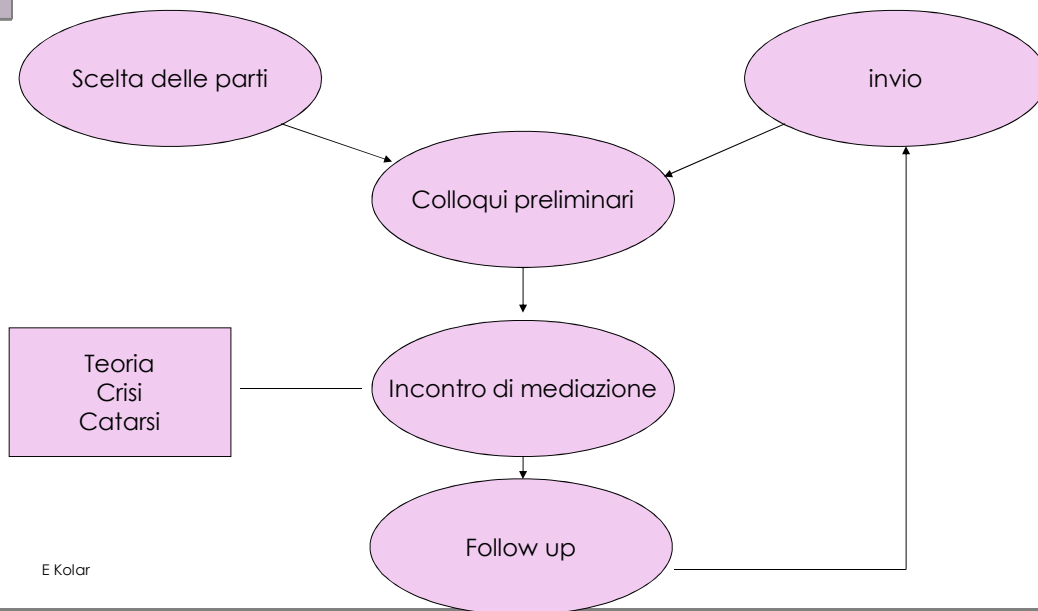 Scelta delle parti
invio
Colloqui preliminari
Teoria
Crisi
Catarsi
Incontro di mediazione
Follow up
E Kolar